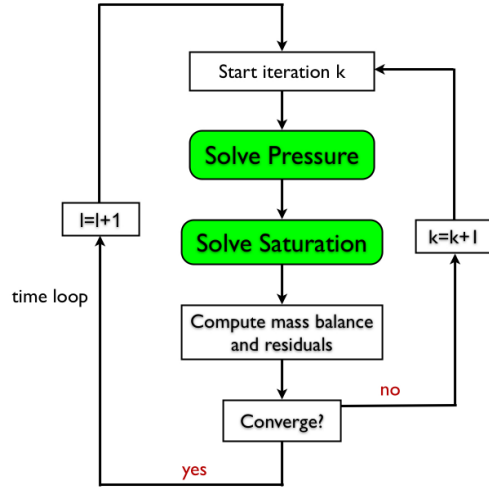 Start iteration k
Solve Pressure
l=l+1
Solve Saturation
k=k+1
time loop
Compute mass balance
and residuals
no
Converge?
yes